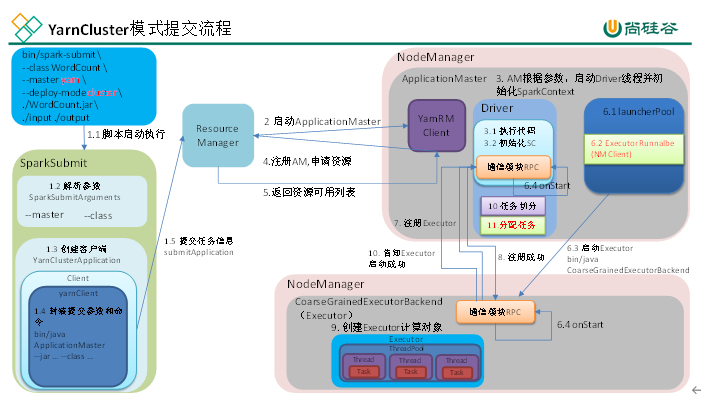 YarnCluster模式提交流程
尚硅谷
bin/spark-submit \
--class WordCount \
--master yarn \
--deploy-mode cluster \
./WordCount.jar \
./input ./output
1.1 脚本启动执行
SparkSubmit
1.2 解析参数
SparkSubmitArguments
--master --class
1.3 创建客户端
YarnClusterApplication
Client
yarnClient
1.4 封装提交参数和命
令
bin/java
ApplicationMaster
--jar ... --class ...
1.5. 提交任务信息
submitApplication
Resource
Manager
2. 启动ApplicationMaster
4.注册AM,申请资源
5.返回资源可用列表
NodeManager
ApplicationMaster
3. AM根据参数，启动Driver线程并初
始化SparkContext
YarnRM
Client
Driver
3.1 执行代码
3.2 初始化SC
通信模块RPC
6.4 onStart
10.任务切分
11.分配任务
6.1 launcherPool
6.2 ExecutorRunnalbe
(NM Client)
7. 注册Executor
10. 告知Executor
启动成功
8. 注册成功
6.3 启动Executor
bin/java
CoarseGrainedExecutorBackend
NodeManager
CoarseGrainedExecutorBackend
（Executor）
通信模块RPC
6.4 onStart
9. 创建Executor计算对象
Executor
ThreadPool
Thread
Task
Thread
Task
Thread
Task